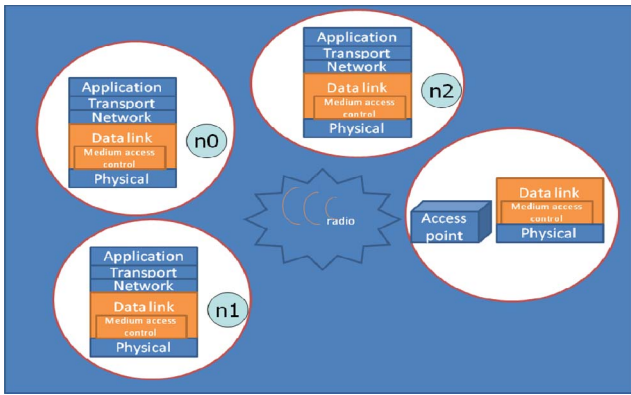 Application
Transport
Network
Data link
Medium access
control
Physical
n0
Application
Transport
Network
Data link
Medium access
control
Physical
n2
radio
Access
point
Data link
Medium access
control
Physical
Application
Transport
Network
Data link
Medium access
control
Physical
n1